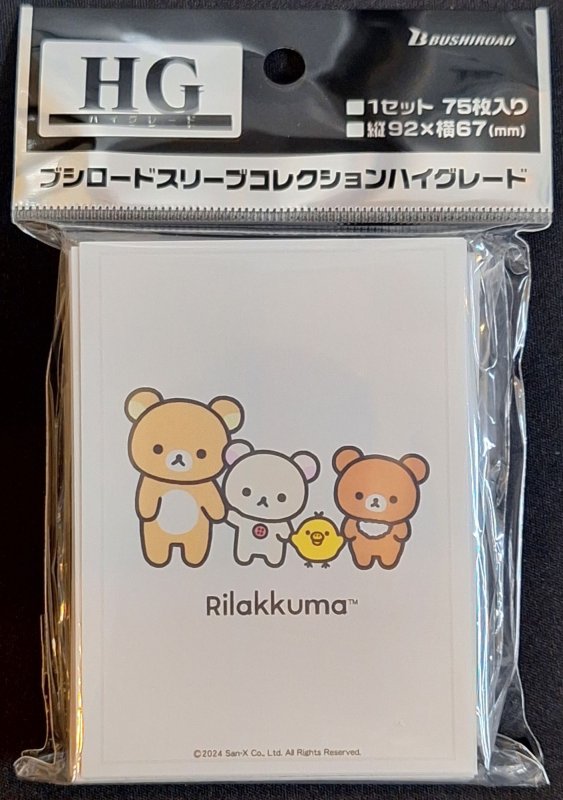 HG
ハイグレード
BUSHIROAD
■1セット 75枚入り
■縦92×横67(mm)
ブシロードスリーブコレクションハイグレード
Rilakkuma™
©2024 San-X Co., Ltd. All Rights Reserved.